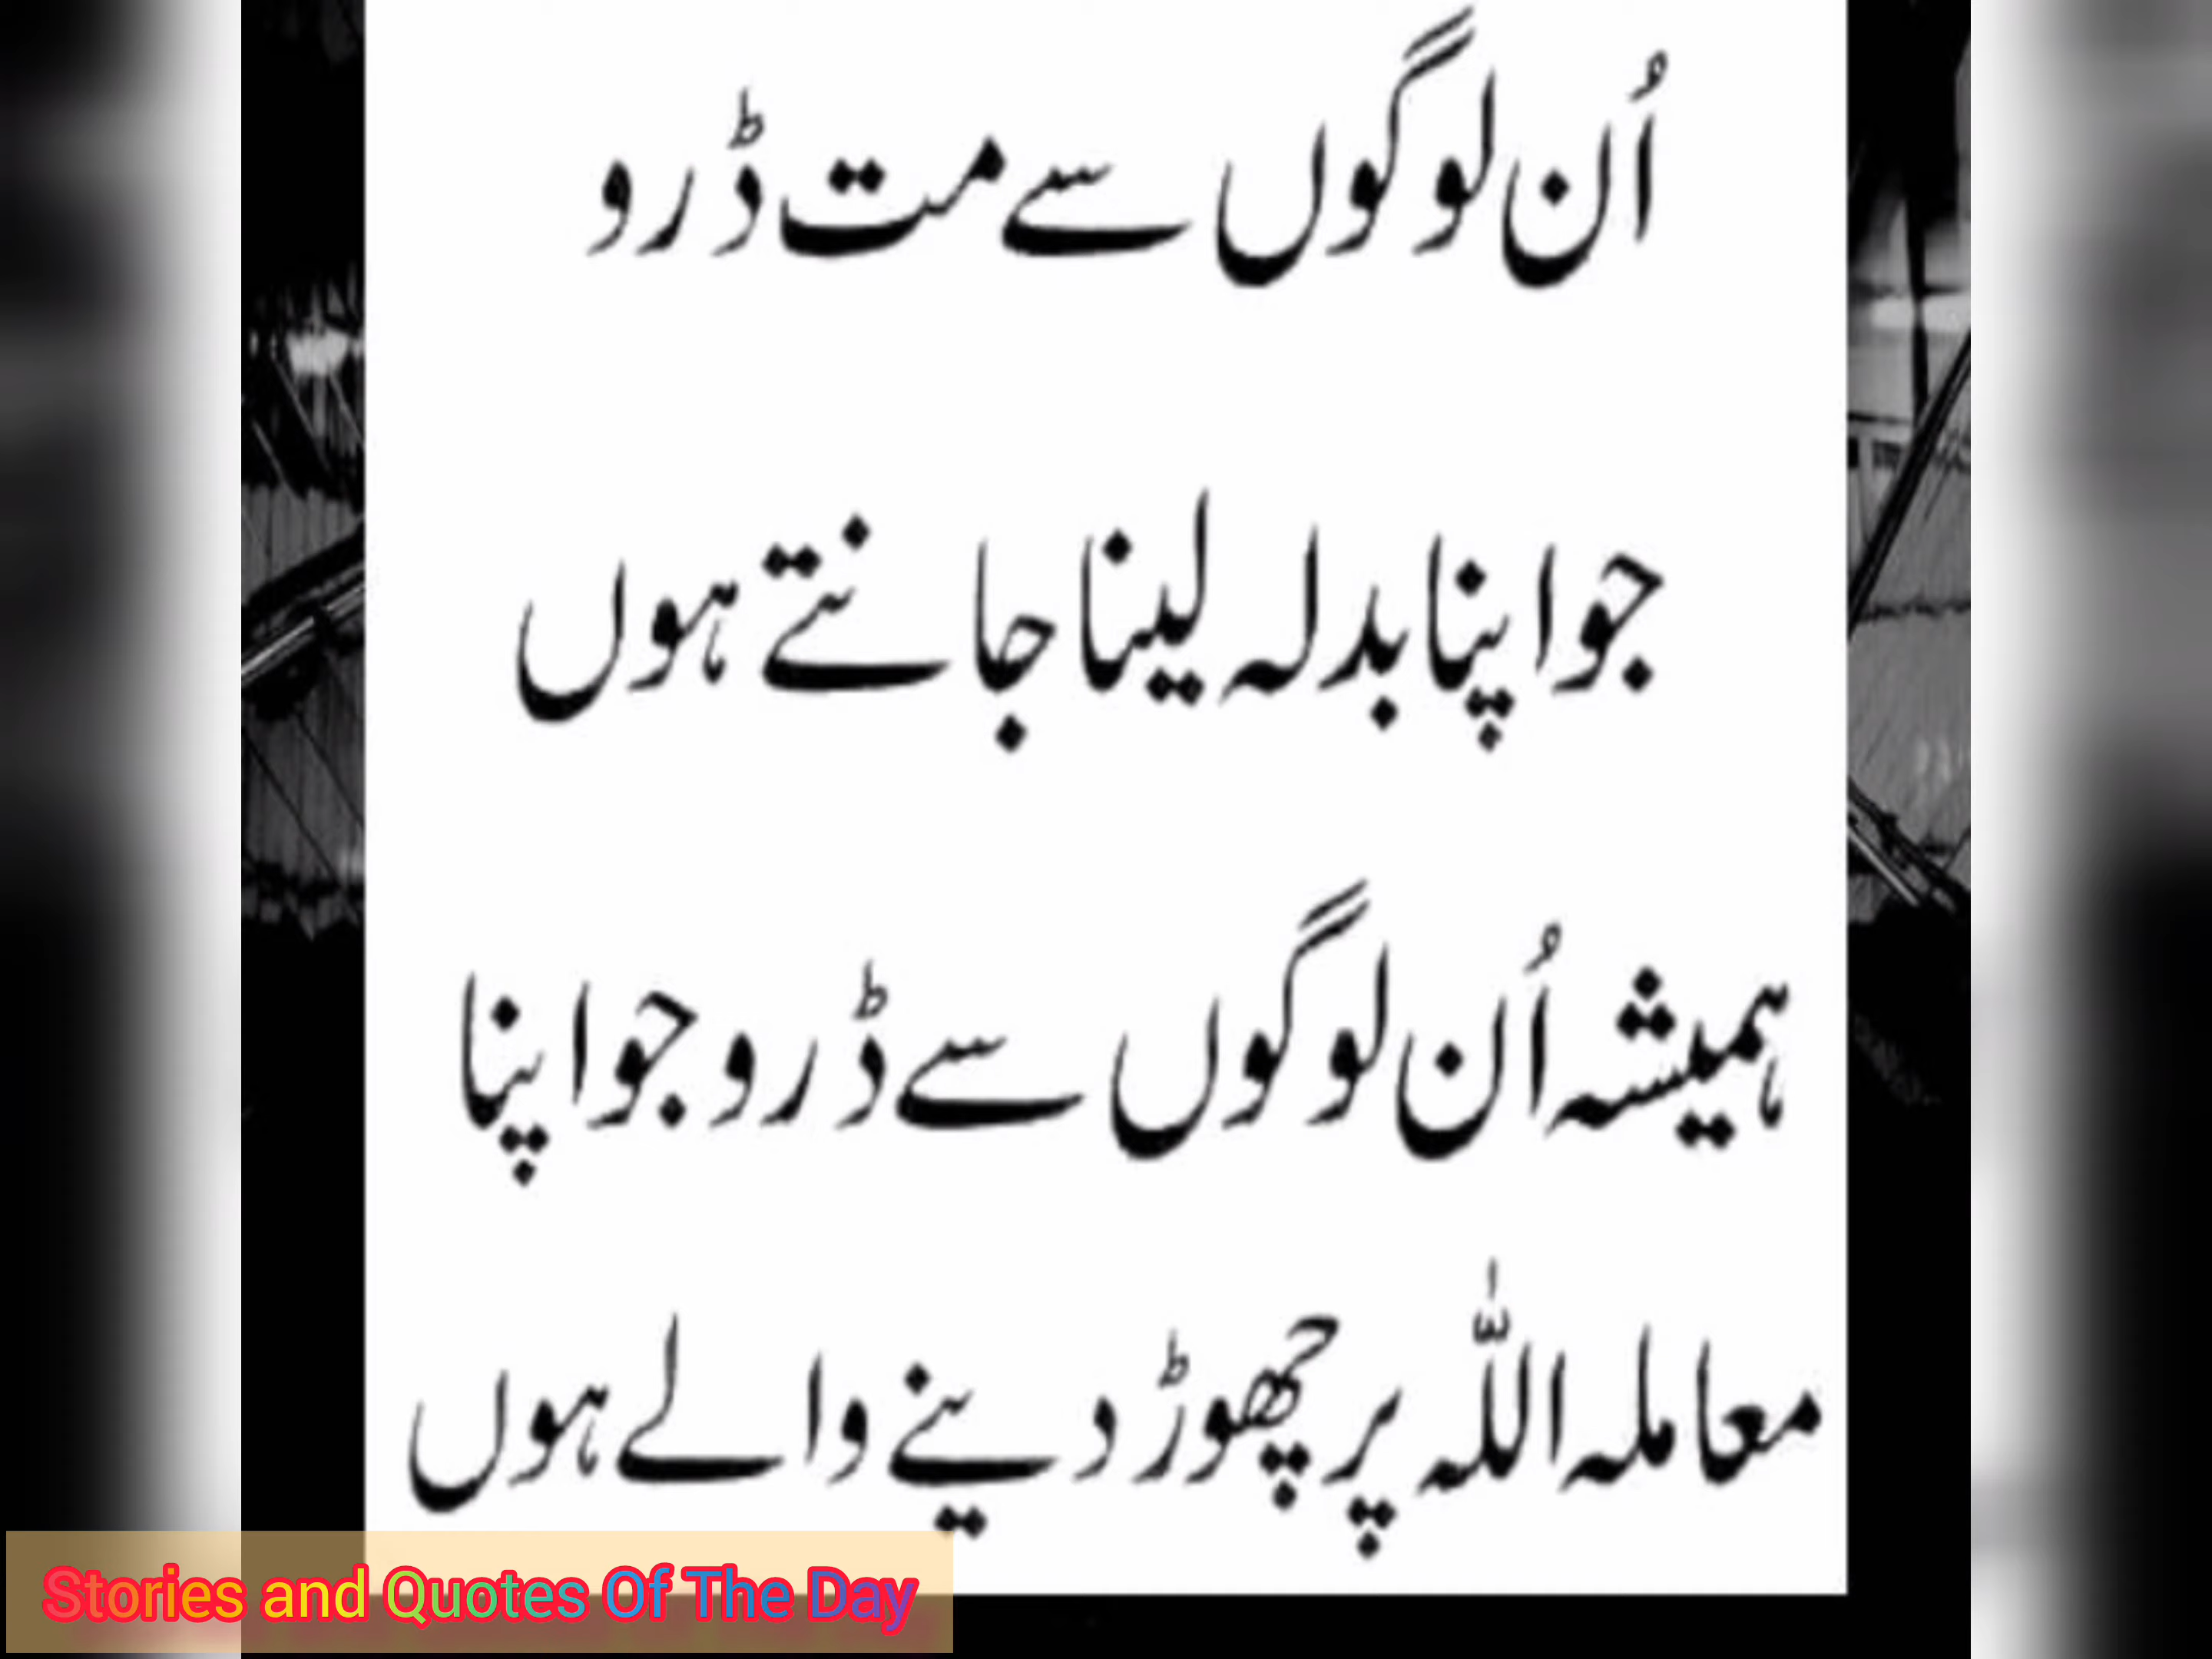 اُن لوگوں سے مت ڈرو
جو اپنا بدلہ لینا جانتے ہوں
ہمیشہ اُن لوگوں سے ڈرو جو اپنا
معاملہ اللّٰہ پر چھوڑ دینے والے ہوں
Stories and Quotes Of The Day